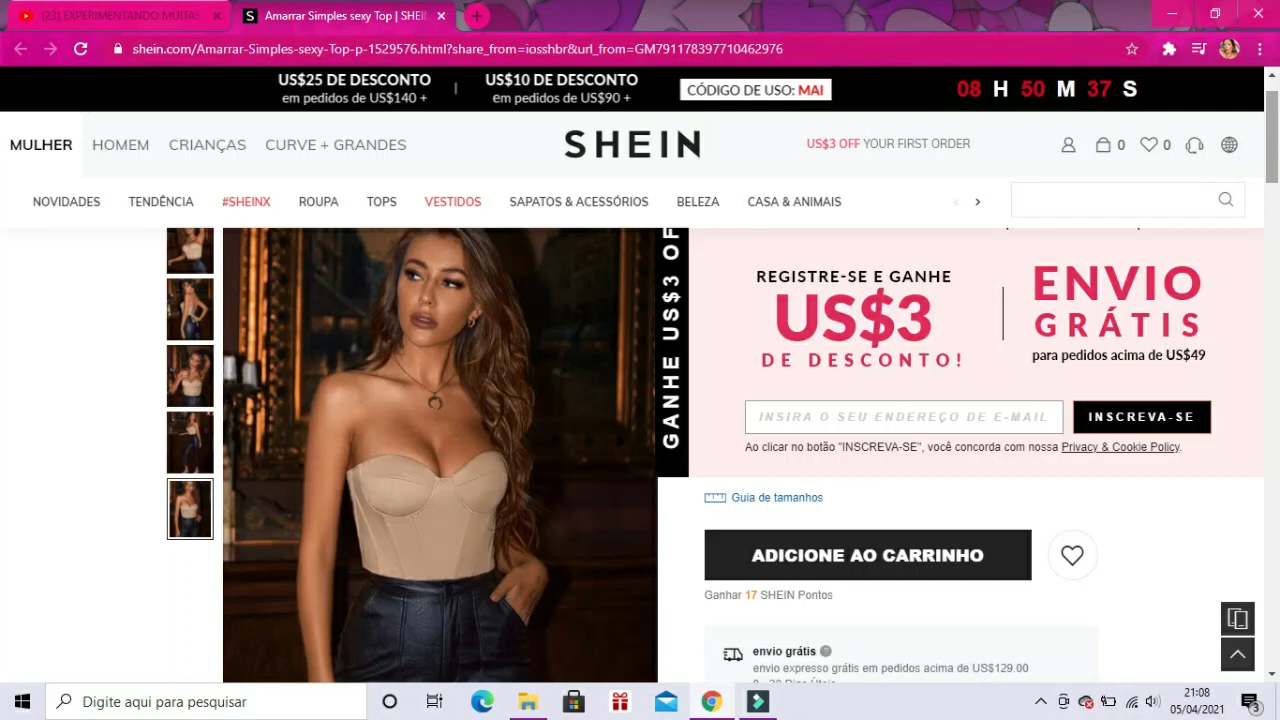 (23) EXPERIMENTANDO MUITAS
Amarrar Simples sexy Top | SHEIN
shein.com/Amarrar-Simples-sexy-Top-p-1529576.html?share_from=iosshbr&url_from=GM791178397710462976
US$25 DE DESCONTO
em pedidos de US$140 +
US$10 DE DESCONTO
em pedidos de US$90 +
CÓDIGO DE USO: MAI
08 H 50 M 37 S
MULHER HOMEM CRIANÇAS CURVE + GRANDES
SHEIN
US$3 OFF YOUR FIRST ORDER
0 0
NOVIDADES TENDÊNCIA #SHEINX ROUPA TOPS VESTIDOS SAPATOS & ACESSÓRIOS BELEZA CASA & ANIMAIS
GANHE US$3 OF
REGISTRE-SE E GANHE
US$3
DE DESCONTO!
ENVIO
GRÁTIS
para pedidos acima de US$49
INSIRA O SEU ENDEREÇO DE E-MAIL
INSCREVA-SE
Ao clicar no botão "INSCREVA-SE", você concorda com nossa Privacy & Cookie Policy.
Guia de tamanhos
ADICIONE AO CARRINHO
Ganhar 17 SHEIN Pontos
envio grátis ?
envio expresso grátis em pedidos acima de US$129.00
Digite aqui para pesquisar
21:08
05/04/2021
3